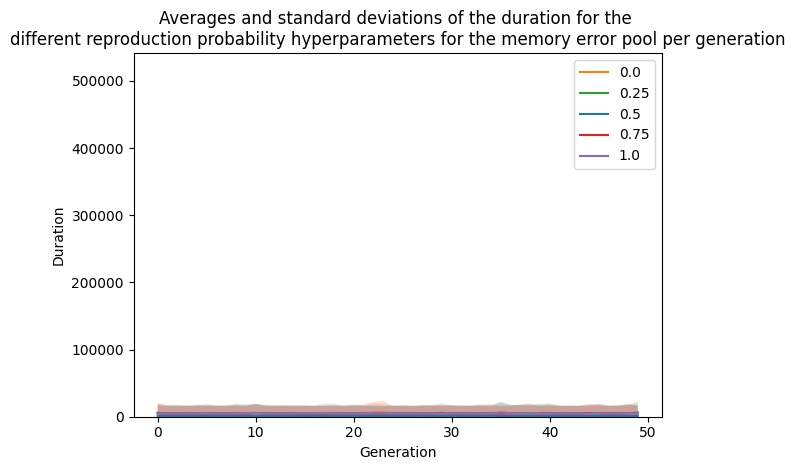 Averages and standard deviations of the duration for the
different reproduction probability hyperparameters for the memory error pool per generation
500000
400000
300000
200000
100000
0
Duration
0.0
0.25
0.5
0.75
1.0
0 10 20 30 40 50
Generation